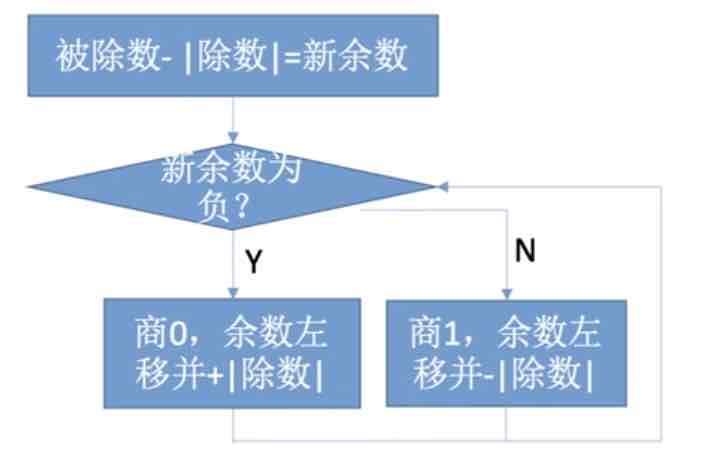 被除数- |除数|=新余数
新余数为
负?
Y
N
商0，余数左
移并+|除数|
商1，余数左
移并-|除数|